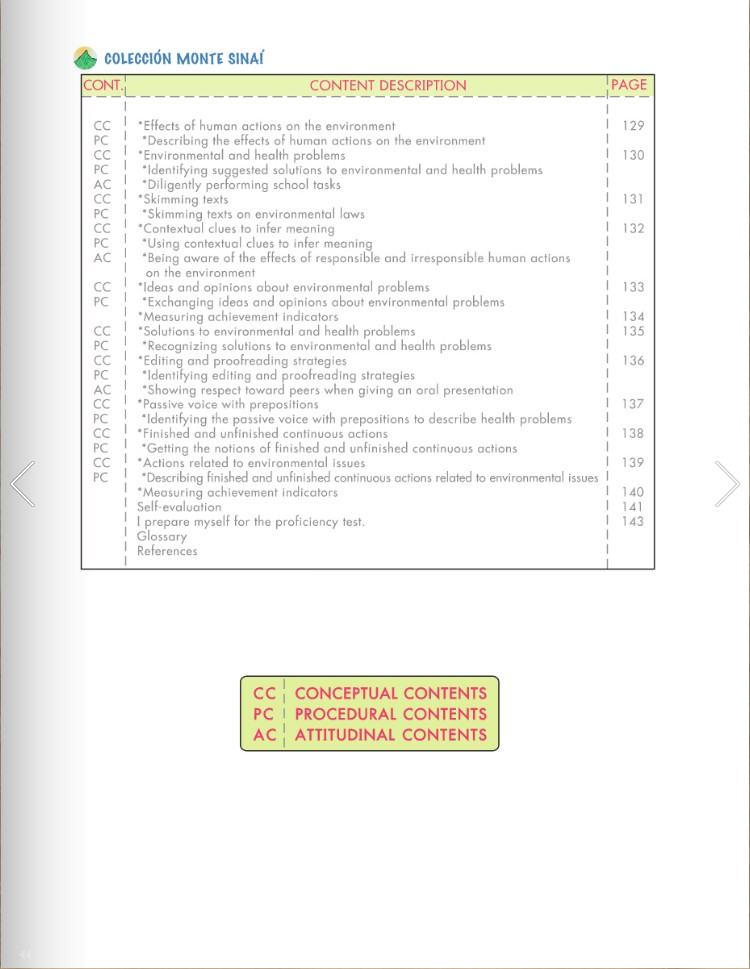 COLECCIÓN MONTE SINAÍ
CONT. CONTENT DESCRIPTION PAGE
CC *Effects of human actions on the environment 129
PC *Describing the effects of human actions on the environment
CC *Environmental and health problems 130
PC *Identifying suggested solutions to environmental and health problems
AC *Diligently performing school tasks
CC *Skimming texts 131
PC *Skimming texts on environmental laws
CC *Contextual clues to infer meaning 132
PC *Using contextual clues to infer meaning
AC *Being aware of the effects of responsible and irresponsible human actions
on the environment
CC *Ideas and opinions about environmental problems 133
PC *Exchanging ideas and opinions about environmental problems
*Measuring achievement indicators 134
CC *Solutions to environmental and health problems 135
PC *Recognizing solutions to environmental and health problems
CC *Editing and proofreading strategies 136
PC *Identifying editing and proofreading strategies
AC *Showing respect toward peers when giving an oral presentation
CC *Passive voice with prepositions 137
PC *Identifying the passive voice with prepositions to describe health problems
CC *Finished and unfinished continuous actions 138
PC *Getting the notions of finished and unfinished continuous actions
CC *Actions related to environmental issues 139
PC *Describing finished and unfinished continuous actions related to environmental issues
*Measuring achievement indicators 140
Self-evaluation 141
I prepare myself for the proficiency test. 143
Glossary
References
CC CONCEPTUAL CONTENTS
PC PROCEDURAL CONTENTS
AC ATTITUDINAL CONTENTS